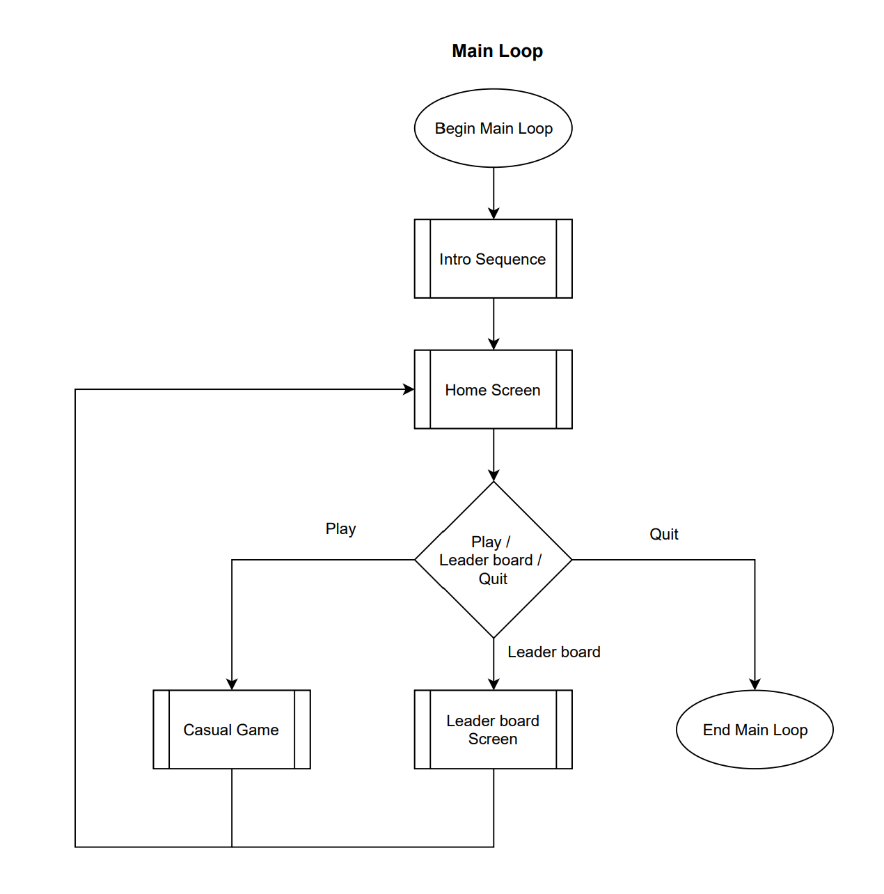 Main Loop
Begin Main Loop
Intro Sequence
Home Screen
Play
Play /
Leader board /
Quit
Quit
Leader board
Casual Game
Leader board
Screen
End Main Loop